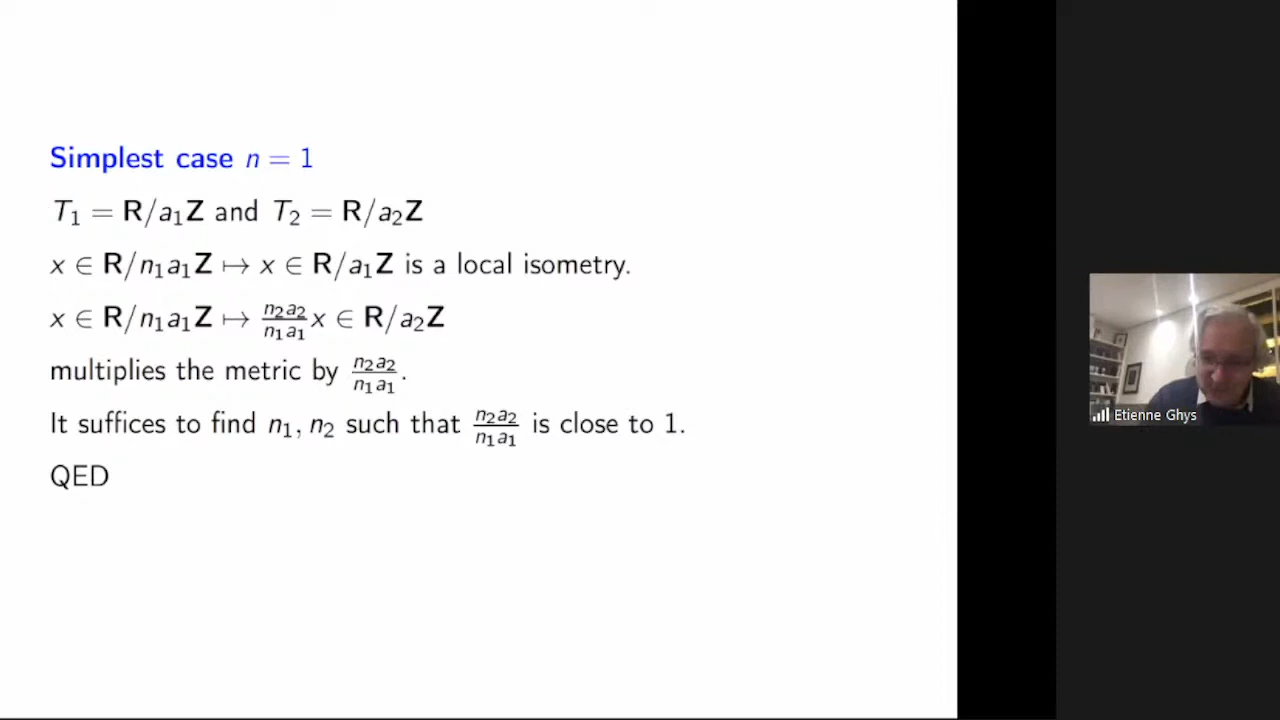 Simplest case n = 1
T₁ = R/a₁Z and T₂ = R/a₂Z
x ∈ R/n₁a₁Z ↦ x ∈ R/a₁Z is a local isometry.
x ∈ R/n₁a₁Z ↦ n₂a₂/n₁a₁ x ∈ R/a₂Z
multiplies the metric by n₂a₂/n₁a₁.
It suffices to find n₁, n₂ such that n₂a₂/n₁a₁ is close to 1.
QED
Etienne Ghys